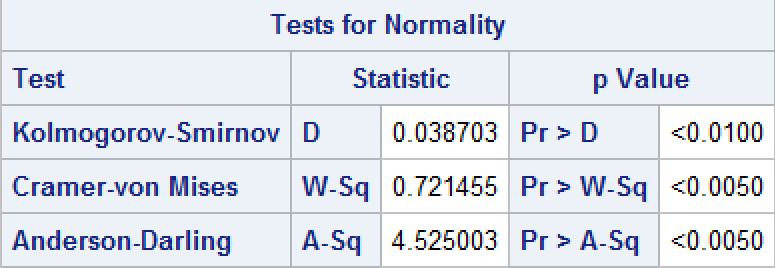 Tests for Normality
Test Statistic p Value
Kolmogorov-Smirnov D 0.038703 Pr > D <0.0100
Cramer-von Mises W-Sq 0.721455 Pr > W-Sq <0.0050
Anderson-Darling A-Sq 4.525003 Pr > A-Sq <0.0050